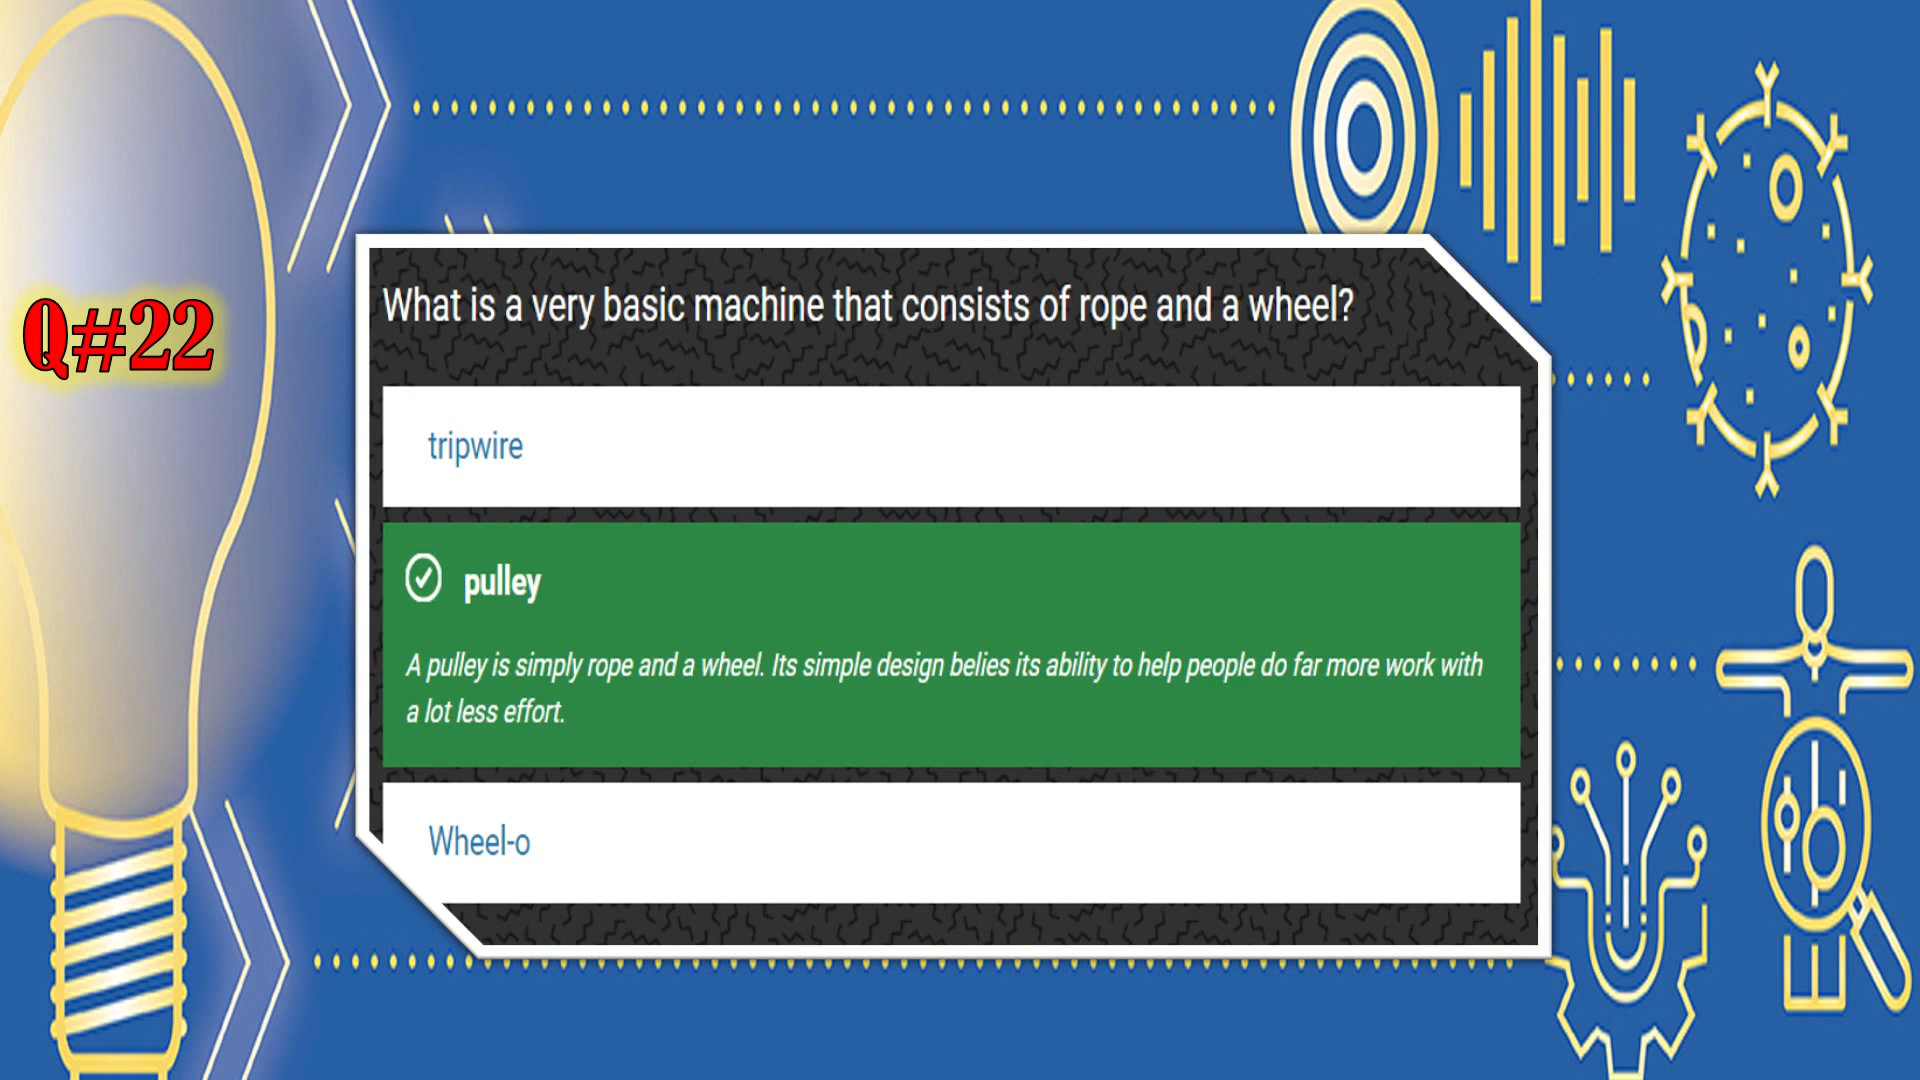 Q#22
What is a very basic machine that consists of rope and a wheel?
tripwire
pulley
A pulley is simply rope and a wheel. Its simple design belies its ability to help people do far more work with
a lot less effort.
Wheel-o